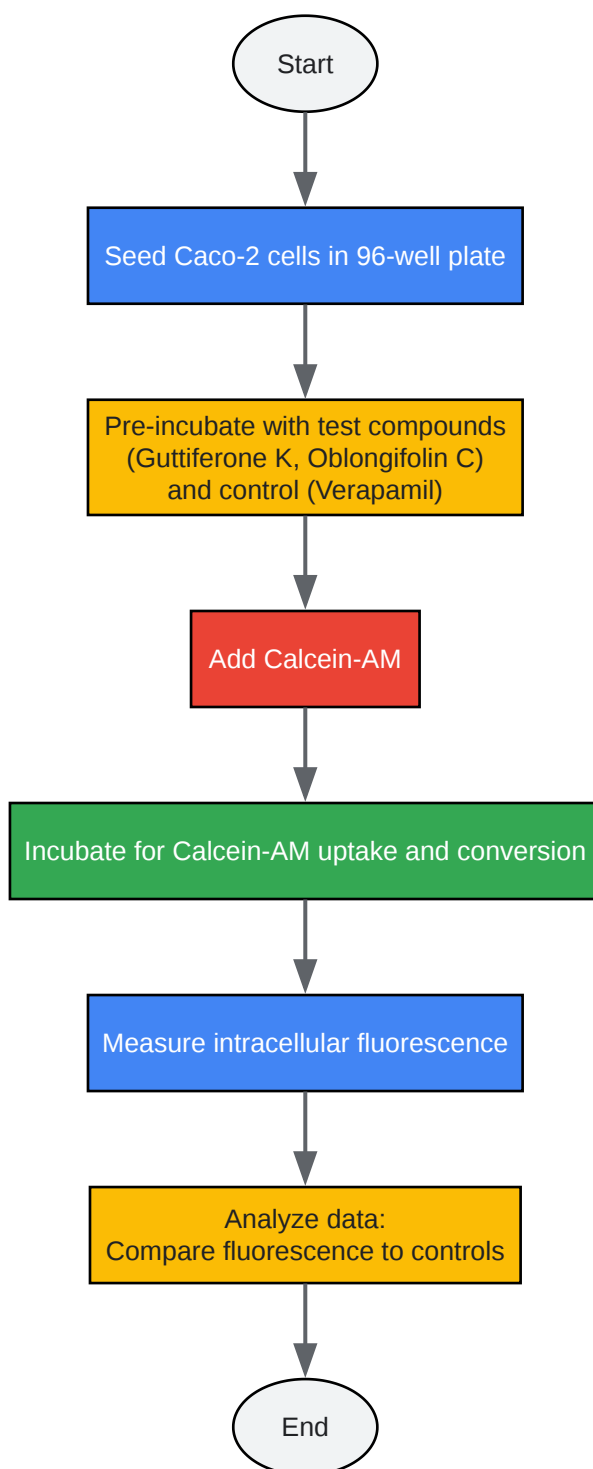 Start
Seed Caco-2 cells in 96-well plate
Pre-incubate with test compounds
(Guttiferone K, Oblongifolin C)
and control (Verapamil)
Add Calcein-AM
Incubate for Calcein-AM uptake and conversion
Measure intracellular fluorescence
Analyze data:
Compare fluorescence to controls
End